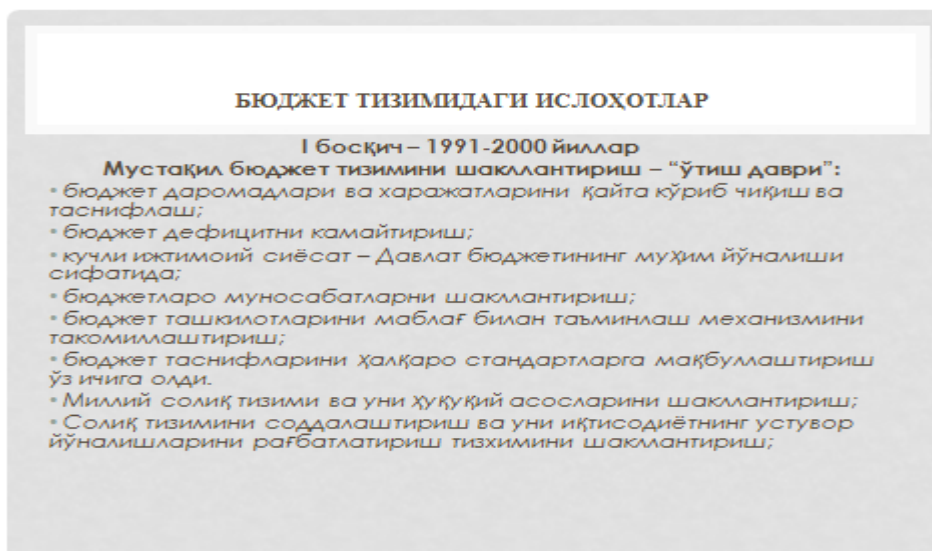 БЮДЖЕТ ТИЗИМИДАГИ ИСЛОҲОТЛАР
I босқич – 1991-2000 йиллар
Мустақил бюджет тизимини шакллантириш – “ўтиш даври”:
• бюджет даромадлари ва харажатларини қайта кўриб чиқиш ва
таснифлаш;
• бюджет дефицитни камайтириш;
• кучли ижтимоий сиёсат – Давлат бюджетининг муҳим йўналиши
сифатида;
• бюджетларо муносабатларни шакллантириш;
• бюджет ташкилотларини маблағ билан таъминлаш механизмини
такомиллаштириш;
• бюджет таснифларини ҳалқаро стандартларга мақбуллаштириш
ўз ичига олди.
• Миллий солиқ тизими ва уни ҳуқуқий асосларини шакллантириш;
• Солиқ тизимини соддалаштириш ва уни иқтисодиётнинг устувор
йўналишларини рағбатлатириш тизхимини шакллантириш;